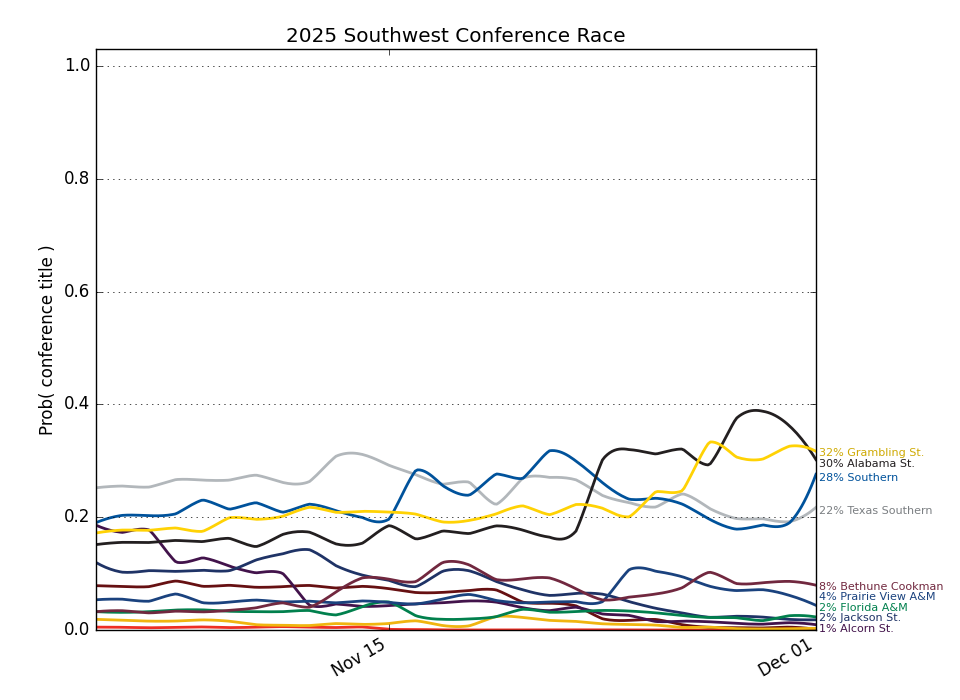 2025 Southwest Conference Race
Prob( conference title )
1.0
0.8
0.6
0.4
0.2
0.0
Nov 15
Dec 01
32% Grambling St.
30% Alabama St.
28% Southern
22% Texas Southern
8% Bethune Cookman
4% Prairie View A&M
2% Florida A&M
2% Jackson St.
1% Alcorn St.